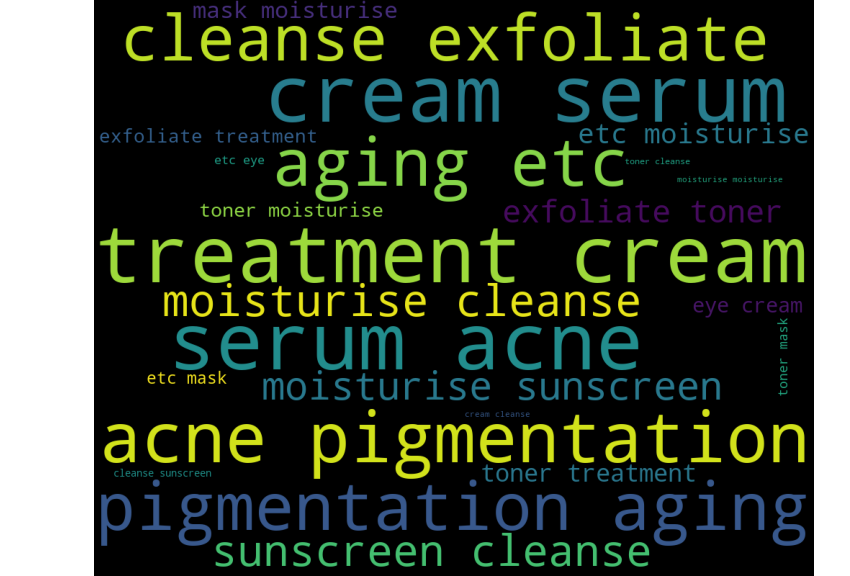 mask moisturise
cleanse exfoliate
cream serum
exfoliate treatment
etc moisturise
aging etc
etc eye
toner cleanse
moisturise moisturise
toner moisturise
exfoliate toner
treatment cream
moisturise cleanse
eye cream
serum acne
toner mask
etc mask
moisturise sunscreen
cream cleanse
acne pigmentation
cleanse sunscreen
toner treatment
pigmentation aging
sunscreen cleanse